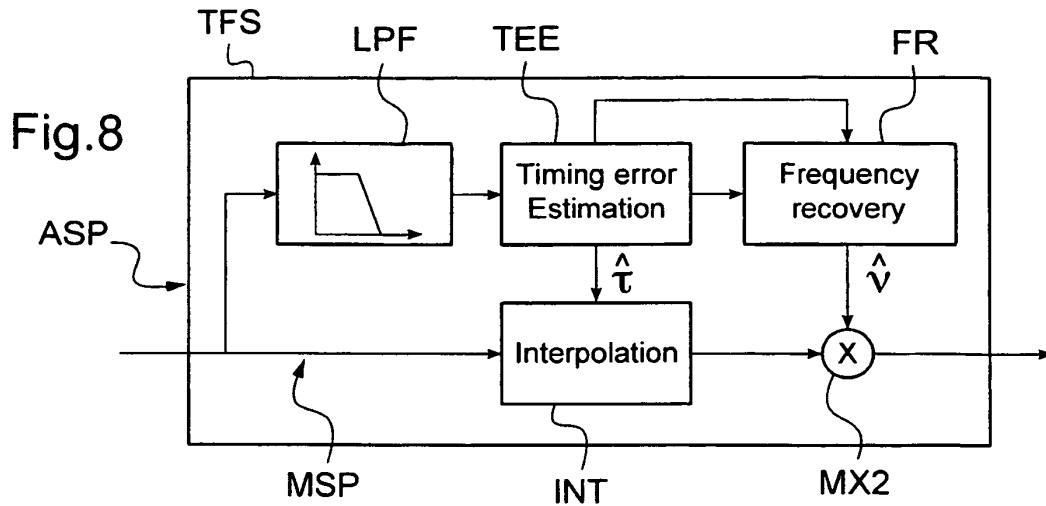 TFS
LPF
TEE
FR
Fig.8
Timing error
Estimation
Frequency
recovery
ASP
τ̂
ν̂
Interpolation
X
MSP
INT
MX2